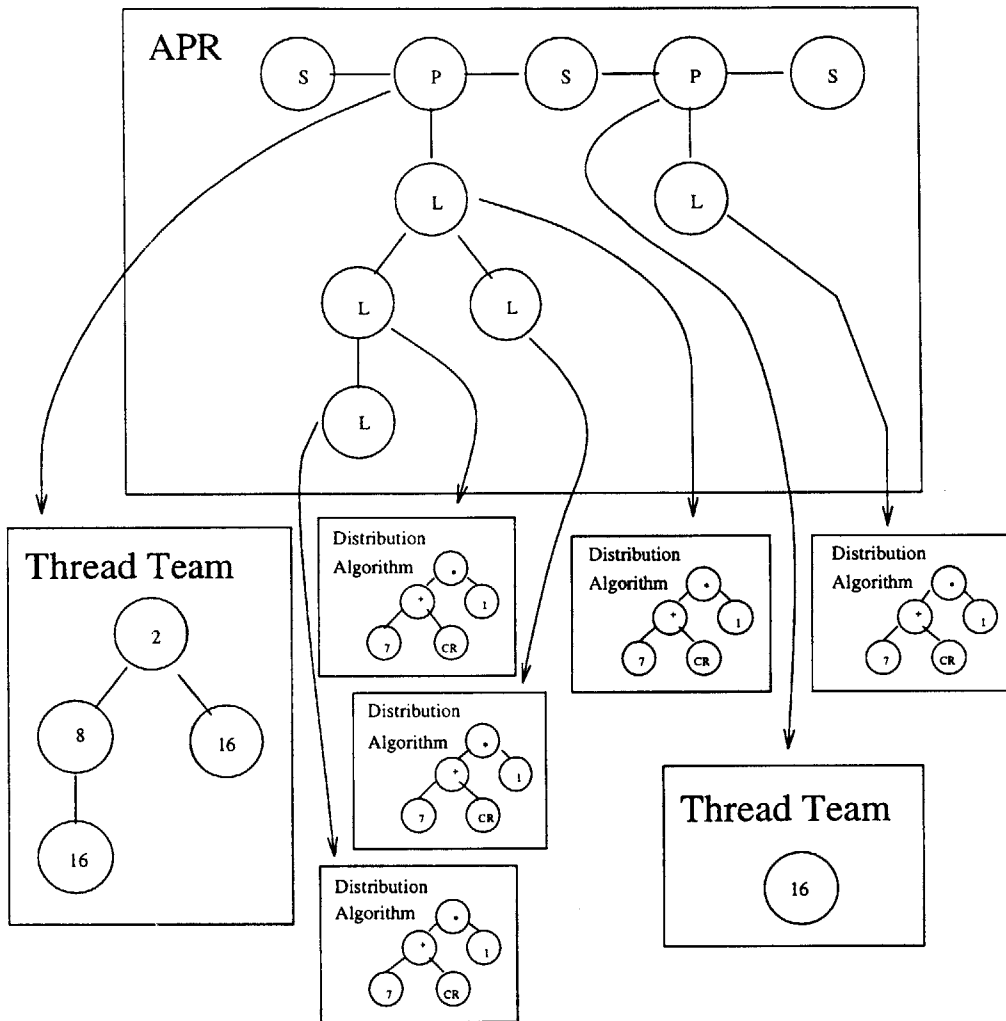 APR
S P S P S
L L
L L
L
Thread Team
2
8 16
16
Distribution
Algorithm *
+ 1
7 CR
Distribution
Algorithm *
+ 1
7 CR
Distribution
Algorithm *
+ 1
7 CR
Distribution
Algorithm *
+ 1
7 CR
Distribution
Algorithm *
+ 1
7 CR
Thread Team
16